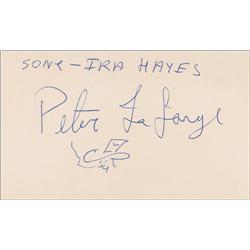 SONG - IRA HAYES
Peter La Farge